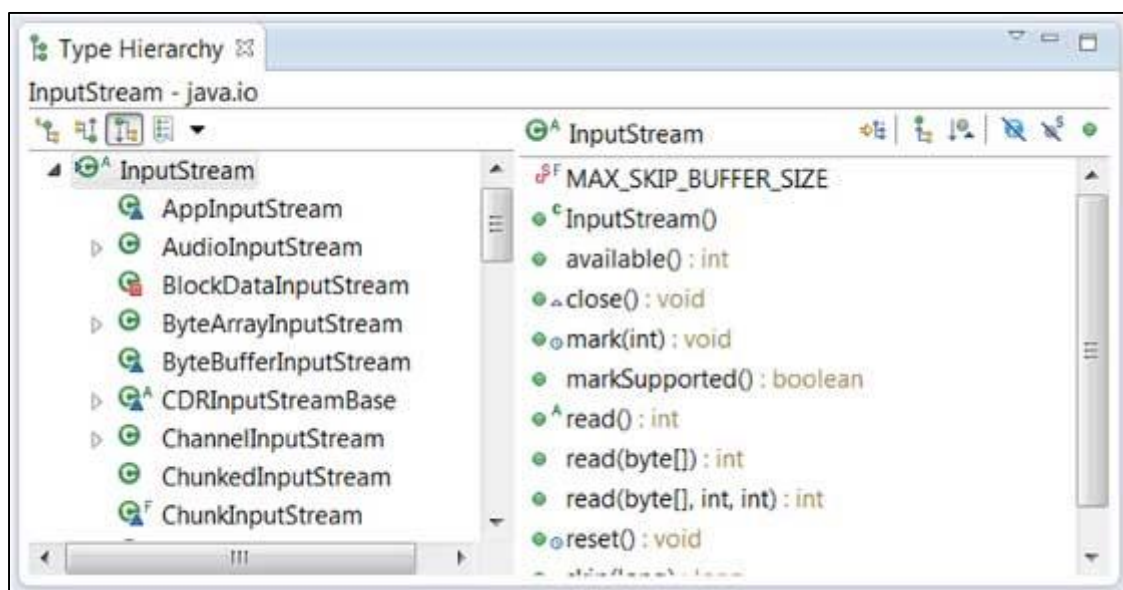 Type Hierarchy
InputStream - java.io
InputStream
AppInputStream
AudioInputStream
BlockDataInputStream
ByteArrayInputStream
ByteBufferInputStream
CDRInputStreamBase
ChannelInputStream
ChunkedInputStream
ChunkInputStream
InputStream
MAX_SKIP_BUFFER_SIZE
InputStream()
available() : int
close() : void
mark(int) : void
markSupported() : boolean
read() : int
read(byte[]) : int
read(byte[], int, int) : int
reset() : void